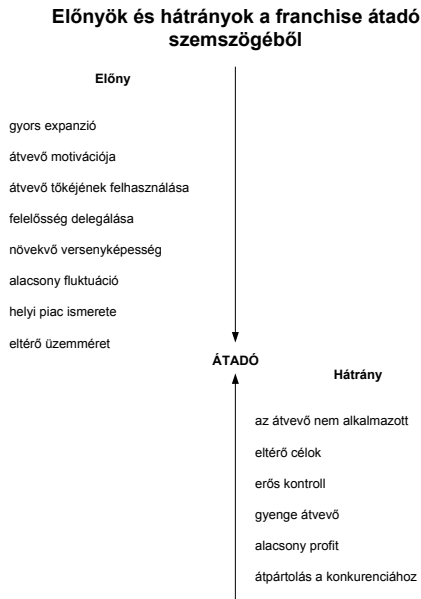 Előnyök és hátrányok a franchise átadó
szemszögéből
Előny
gyors expanzió
átvevő motivációja
átvevő tőkéjének felhasználása
felelősség delegálása
növekvő versenyképesség
alacsony fluktuáció
helyi piac ismerete
eltérő üzemméret
ÁTADÓ
Hátrány
az átvevő nem alkalmazott
eltérő célok
erős kontroll
gyenge átvevő
alacsony profit
átpártolás a konkurenciához